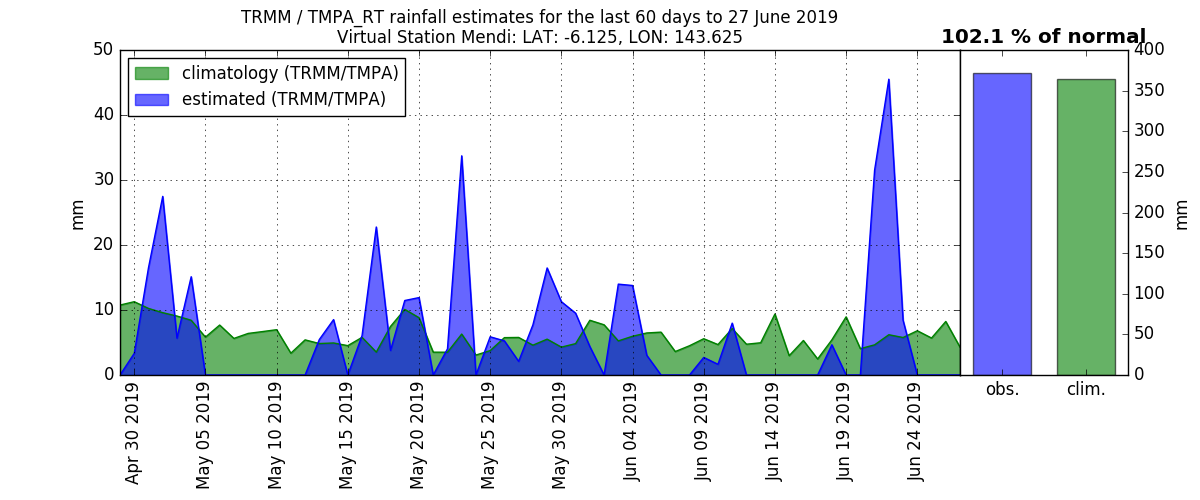 TRMM / TMPA_RT rainfall estimates for the last 60 days to 27 June 2019
Virtual Station Mendi: LAT: -6.125, LON: 143.625
102.1 % of normal
climatology (TRMM/TMPA)
estimated (TRMM/TMPA)
50
40
30
20
10
0
mm
400
350
300
250
200
150
100
50
0
mm
Apr 30 2019
May 05 2019
May 10 2019
May 15 2019
May 20 2019
May 25 2019
May 30 2019
Jun 04 2019
Jun 09 2019
Jun 14 2019
Jun 19 2019
Jun 24 2019
obs.
clim.